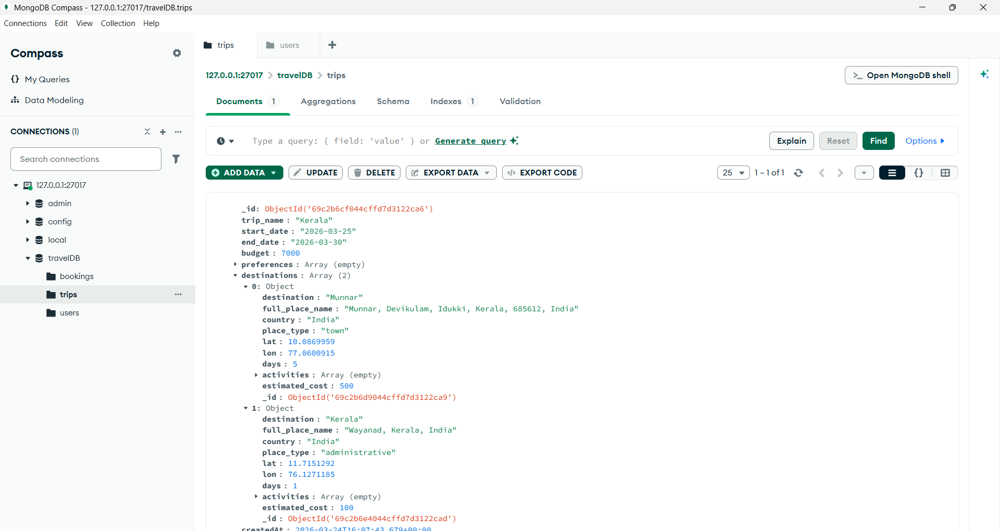 MongoDB Compass - 127.0.0.1:27017/travelDB.trips
Connections Edit View Collection Help
Compass
My Queries
Data Modeling
CONNECTIONS (1)
Search connections
127.0.0.1:27017
admin
config
local
travelDB
bookings
trips
users
trips users
127.0.0.1:27017 > travelDB > trips
>_ Open MongoDB shell
Documents 1 Aggregations Schema Indexes 1 Validation
Type a query: { field: 'value' } or Generate query
Explain Reset Find Options
ADD DATA UPDATE DELETE EXPORT DATA EXPORT CODE
25 1 – 1 of 1
_id: ObjectId('69c2b6cf044cffd7d3122ca6')
trip_name : "Kerala"
start_date : "2026-03-25"
end_date : "2026-03-30"
budget : 7000
preferences : Array (empty)
destinations : Array (2)
0: Object
destination : "Munnar"
full_place_name : "Munnar, Devikulam, Idukki, Kerala, 685612, India"
country : "India"
place_type : "town"
lat : 10.0869959
lon : 77.0600915
days : 5
activities : Array (empty)
estimated_cost : 500
_id : ObjectId('69c2b6d9044cffd7d3122ca9')
1: Object
destination : "Kerala"
full_place_name : "Wayanad, Kerala, India"
country : "India"
place_type : "administrative"
lat : 11.7151292
lon : 76.1271185
days : 1
activities : Array (empty)
estimated_cost : 100
_id : ObjectId('69c2b6e4044cffd7d3122cad')
createdAt : 2026-03-24T16:07:43.679+00:00